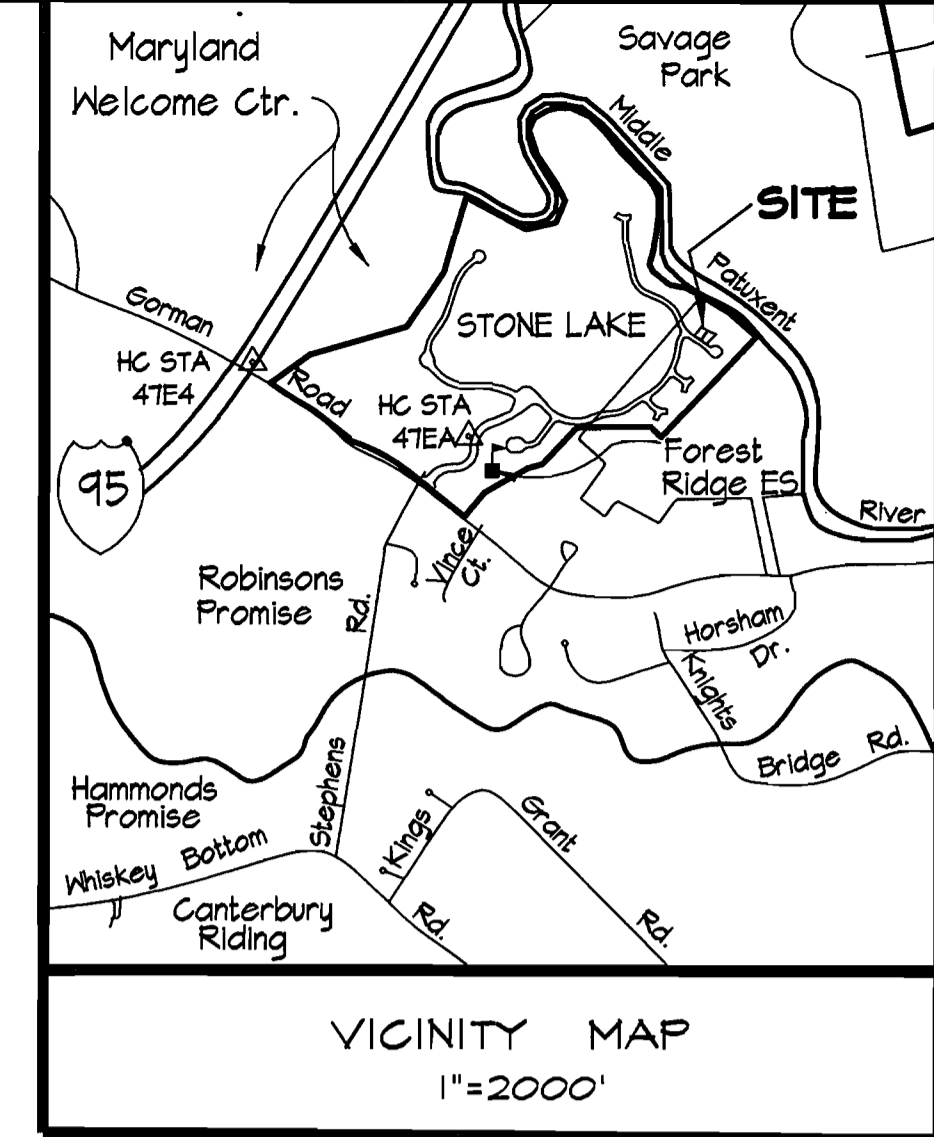 Maryland
Welcome Ctr.
Savage
Park
Middle
SITE
Patuxent
Gorman
STONE LAKE
HC STA
47E4
Road
HC STA
47EA
95
Forest
Ridge ES
River
Vince
Ct.
Robinsons
Promise
Rd.
Horsham
Dr.
Knights
Bridge Rd.
Stephens
Hammonds
Promise
Kings
Grant
Whiskey Bottom
Canterbury
Riding
Rd.
Rd.
VICINITY MAP
1"=2000'